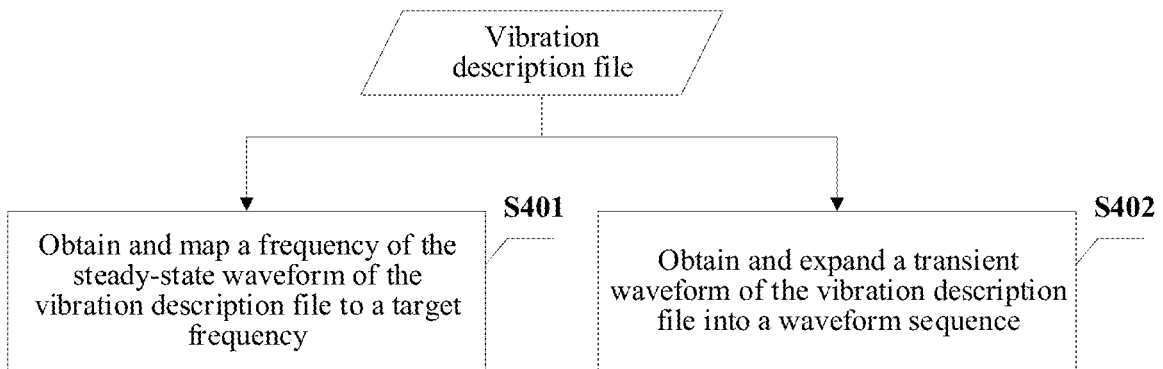 Vibration
description file
S401
Obtain and map a frequency of the
steady-state waveform of the
vibration description file to a target
frequency
S402
Obtain and expand a transient
waveform of the vibration description
file into a waveform sequence